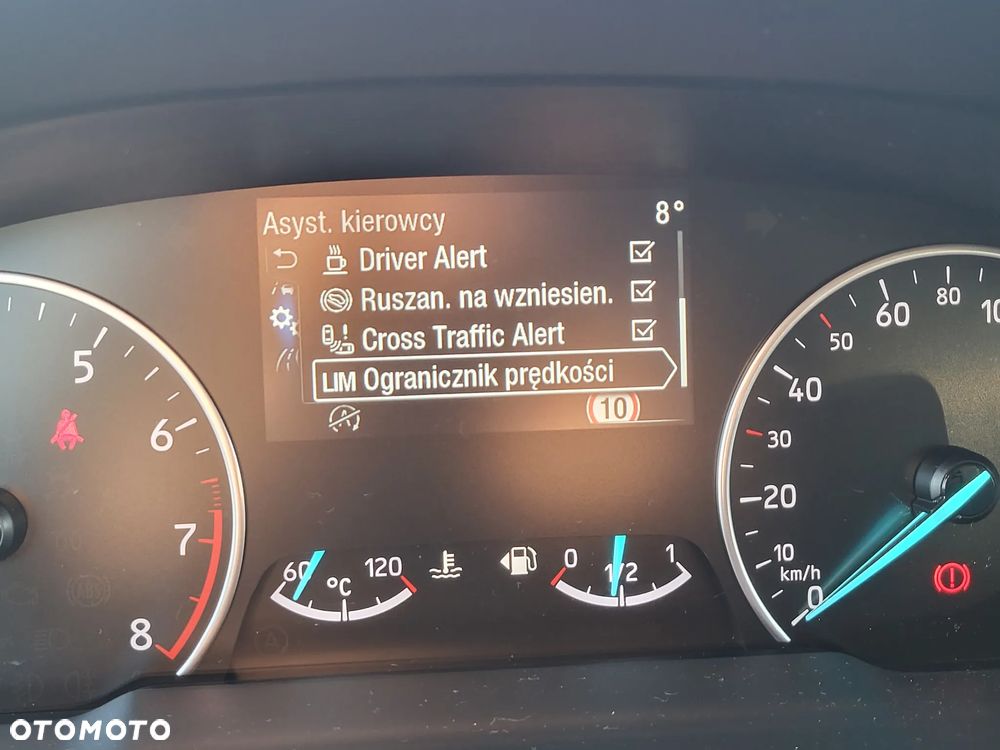 Asyst. kierowcy 8°
Driver Alert
Ruszan. na wzniesien.
Cross Traffic Alert
LIM Ogranicznik prędkości
10
5
6
7
8
60 °C 120
0 1/2 1
0
10
20
30
40
50
60
80
km/h
ABS
OTOMOTO